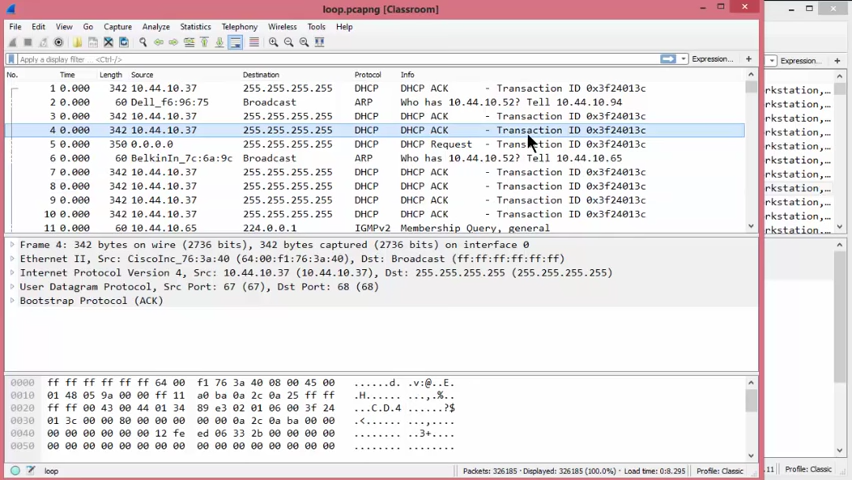 loop.pcapng [Classroom]
File Edit View Go Capture Analyze Statistics Telephony Wireless Tools Help
Apply a display filter ... <Ctrl-/> Expression... + Expression... +
No. Time Length Source Destination Protocol Info
1 0.000 342 10.44.10.37 255.255.255.255 DHCP DHCP ACK - Transaction ID 0x3f24013c rkstation,...
2 0.000 60 Dell_f6:96:75 Broadcast ARP Who has 10.44.10.52? Tell 10.44.10.94 rkstation,...
3 0.000 342 10.44.10.37 255.255.255.255 DHCP DHCP ACK - Transaction ID 0x3f24013c rkstation,...
4 0.000 342 10.44.10.37 255.255.255.255 DHCP DHCP ACK - Transaction ID 0x3f24013c rkstation,...
5 0.000 350 0.0.0.0 255.255.255.255 DHCP DHCP Request - Transaction ID 0x3f24013c rkstation,...
6 0.000 60 BelkinIn_7c:6a:9c Broadcast ARP Who has 10.44.10.52? Tell 10.44.10.65 rkstation,...
7 0.000 342 10.44.10.37 255.255.255.255 DHCP DHCP ACK - Transaction ID 0x3f24013c rkstation,...
8 0.000 342 10.44.10.37 255.255.255.255 DHCP DHCP ACK - Transaction ID 0x3f24013c rkstation,...
9 0.000 342 10.44.10.37 255.255.255.255 DHCP DHCP ACK - Transaction ID 0x3f24013c rkstation,...
10 0.000 342 10.44.10.37 255.255.255.255 DHCP DHCP ACK - Transaction ID 0x3f24013c rkstation,...
11 0.000 60 10.44.10.65 224.0.0.1 IGMPv2 Membership Query, general rkstation,...
Frame 4: 342 bytes on wire (2736 bits), 342 bytes captured (2736 bits) on interface 0
Ethernet II, Src: CiscoInc_76:3a:40 (64:00:f1:76:3a:40), Dst: Broadcast (ff:ff:ff:ff:ff:ff)
Internet Protocol Version 4, Src: 10.44.10.37 (10.44.10.37), Dst: 255.255.255.255 (255.255.255.255)
User Datagram Protocol, Src Port: 67 (67), Dst Port: 68 (68)
Bootstrap Protocol (ACK)
0000 ff ff ff ff ff ff 64 00 f1 76 3a 40 08 00 45 00 ......d. .v:@..E.
0010 01 48 05 9a 00 00 ff 11 a0 ba 0a 2c 0a 25 ff ff .H...... ...,.%..
0020 ff ff 00 43 00 44 01 34 89 e3 02 01 06 00 3f 24 ...C.D.4 ......?$
0030 01 3c 00 00 80 00 00 00 00 00 0a 2c 0a ba 00 00 .<...... ...,....
0040 00 00 00 00 00 00 12 fe ed 06 33 2b 00 00 00 00 ........ ..3+....
0050 00 00 00 00 00 00 00 00 00 00 00 00 00 00 00 00 ........ ........
loop Packets: 326185 · Displayed: 326185 (100.0%) · Load time: 0:8.295 Profile: Classic .11 Profile: Classic